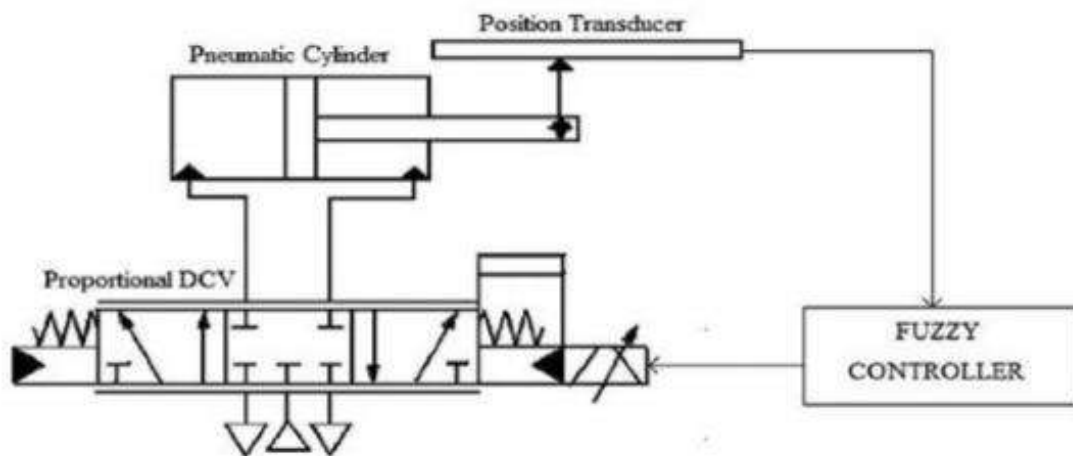 Position Transducer
Pneumatic Cylinder
Proportional DCV
FUZZY
CONTROLLER